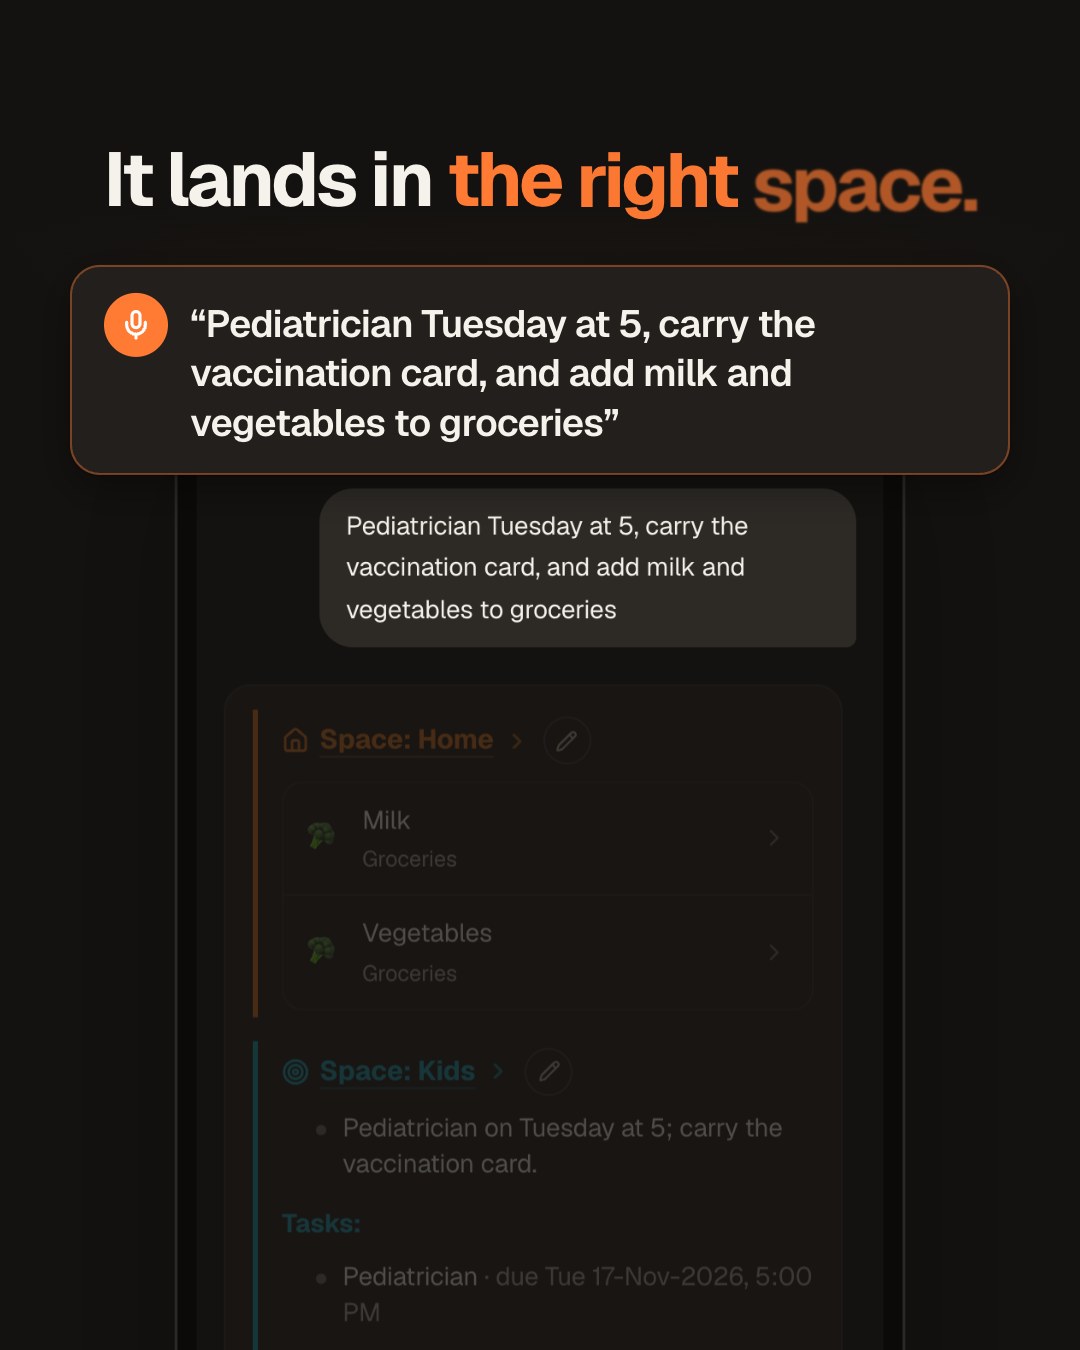 It lands in the right space.
“Pediatrician Tuesday at 5, carry the
vaccination card, and add milk and
vegetables to groceries”
Pediatrician Tuesday at 5, carry the
vaccination card, and add milk and
vegetables to groceries
Space: Home
Milk
Groceries
Vegetables
Groceries
Space: Kids
Pediatrician on Tuesday at 5; carry the
vaccination card.
Tasks:
Pediatrician · due Tue 17-Nov-2026, 5:00
PM